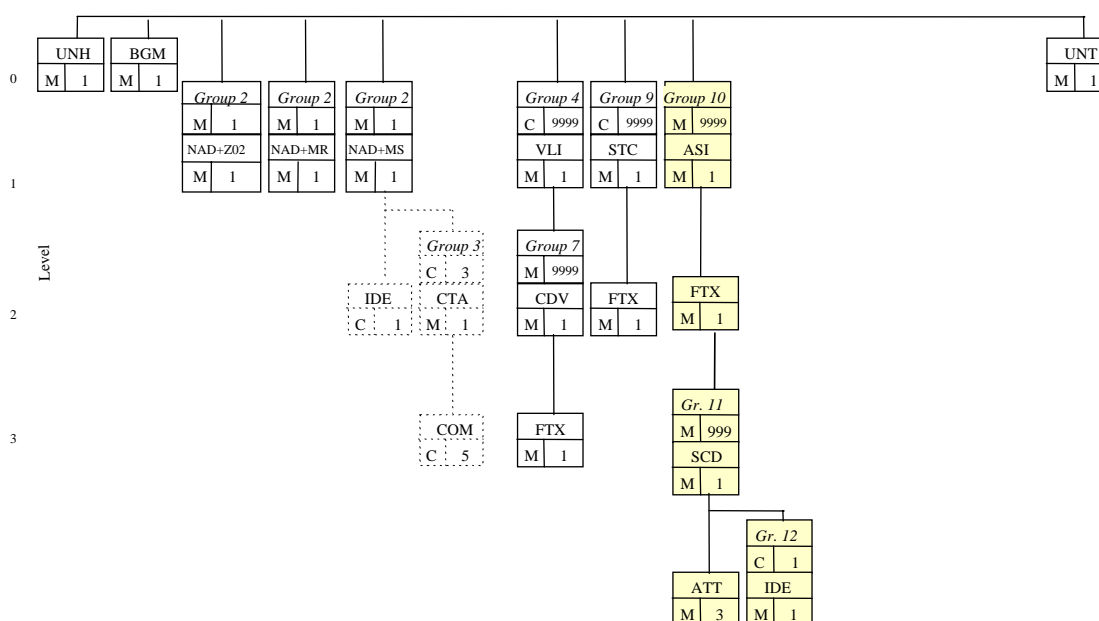 UNH BGM UNT
0 M 1 M 1 M 1
Group 2 Group 2 Group 2 Group 4 Group 9 Group 10
M 1 M 1 M 1 C 9999 C 9999 M 9999
NAD+Z02 NAD+MR NAD+MS VLI STC ASI
1 M 1 M 1 M 1 M 1 M 1 M 1
Level
Group 3 Group 7
C 3 M 9999
IDE CTA CDV FTX FTX
2 C 1 M 1 M 1 M 1 M 1
Gr. 11
M 999
3 COM FTX SCD
C 5 M 1 M 1
Gr. 12
C 1
ATT IDE
M 3 M 1